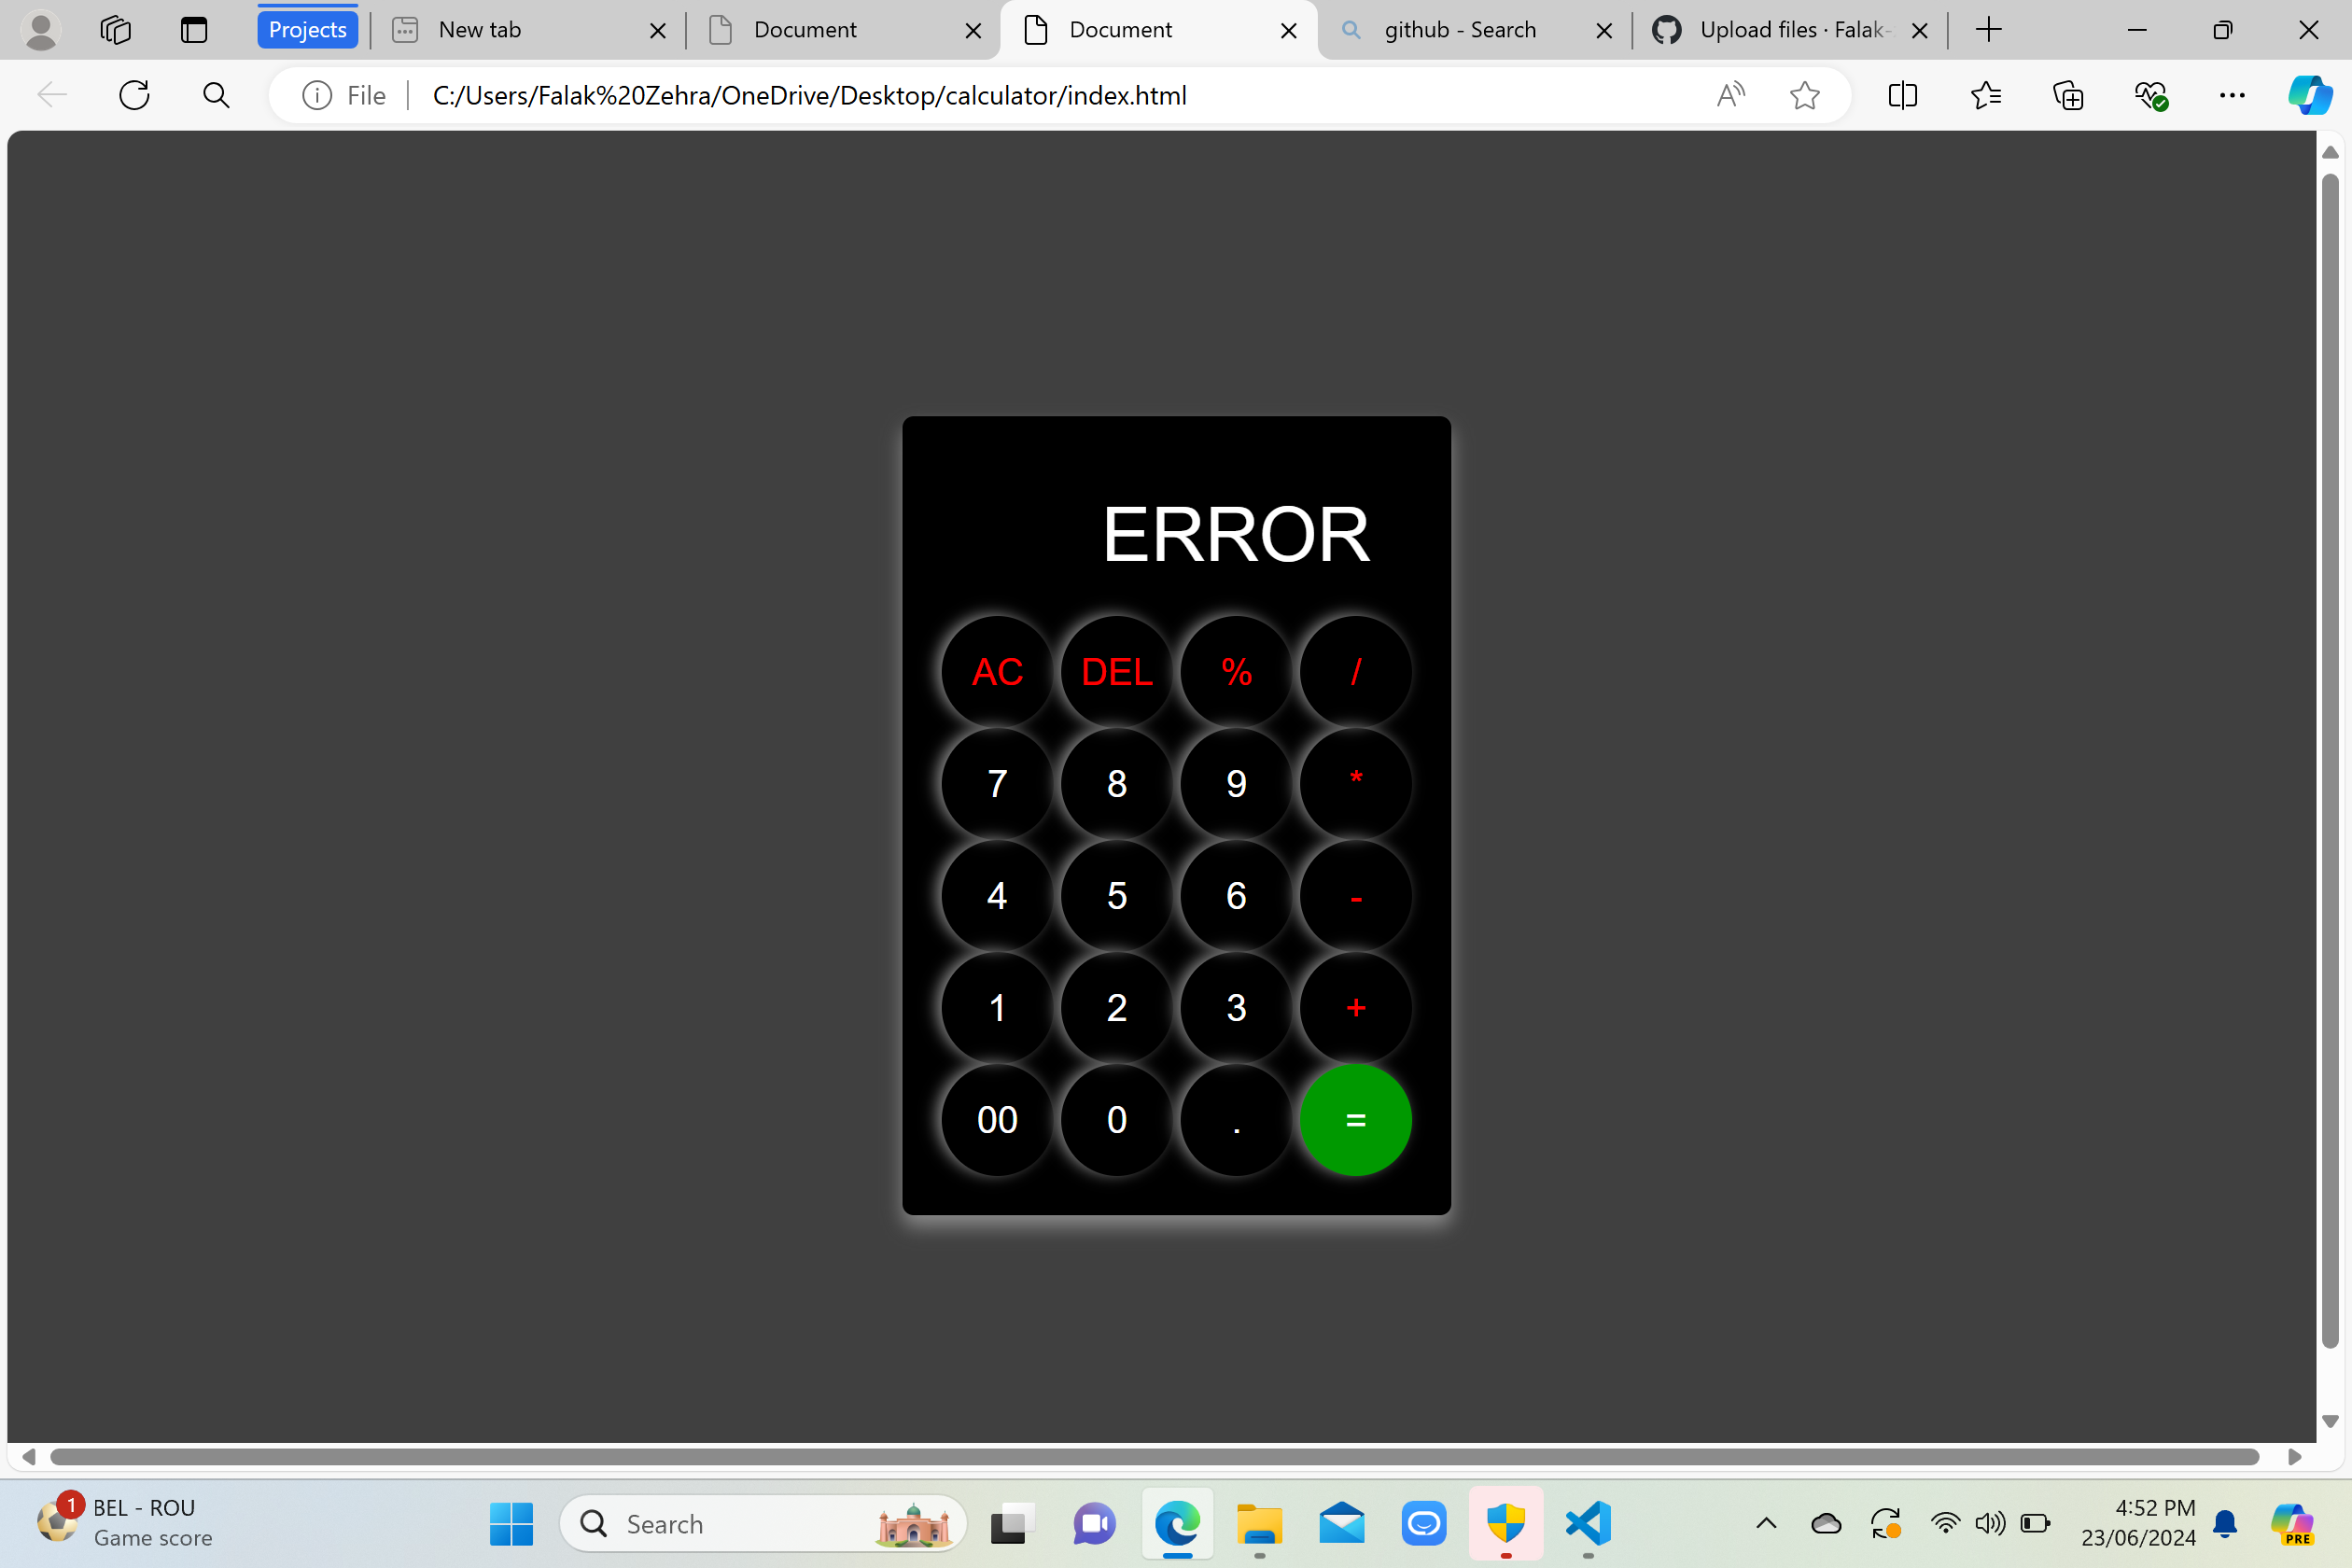 Projects
New tab
Document
Document
github - Search
Upload files · Falak-
File
C:/Users/Falak%20Zehra/OneDrive/Desktop/calculator/index.html
ERROR
AC DEL % /
7 8 9 *
4 5 6 -
1 2 3 +
00 0 . =
1
BEL - ROU
Game score
Search
4:52 PM
23/06/2024
PRE